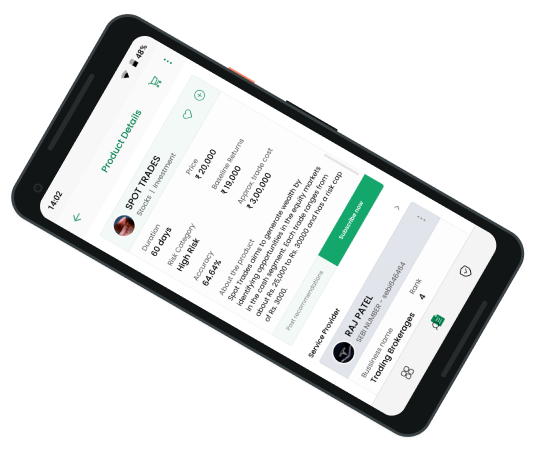 14:02
48%
Product Details
SPOT TRADES
Stocks | Investment
Duration
60 days
Price
₹ 20,000
Risk Category
High Risk
Baseline Returns
₹ 19,000
Accuracy
64.64%
Approx trade cost
₹ 3,00,000
About the product
Spot Trades aims to generate wealth by
identifying opportunities in the equity markets
in the cash segment. Each trade ranges from
about Rs. 25,000 to Rs. 30000 and has a risk cap
of Rs. 1000.
Past recommendations
Subscribe now
Service Provider
RAJ PATEL
SEBI NUMBER - sebi646464
Bussiness name
Trading Brokerages
Rank
4